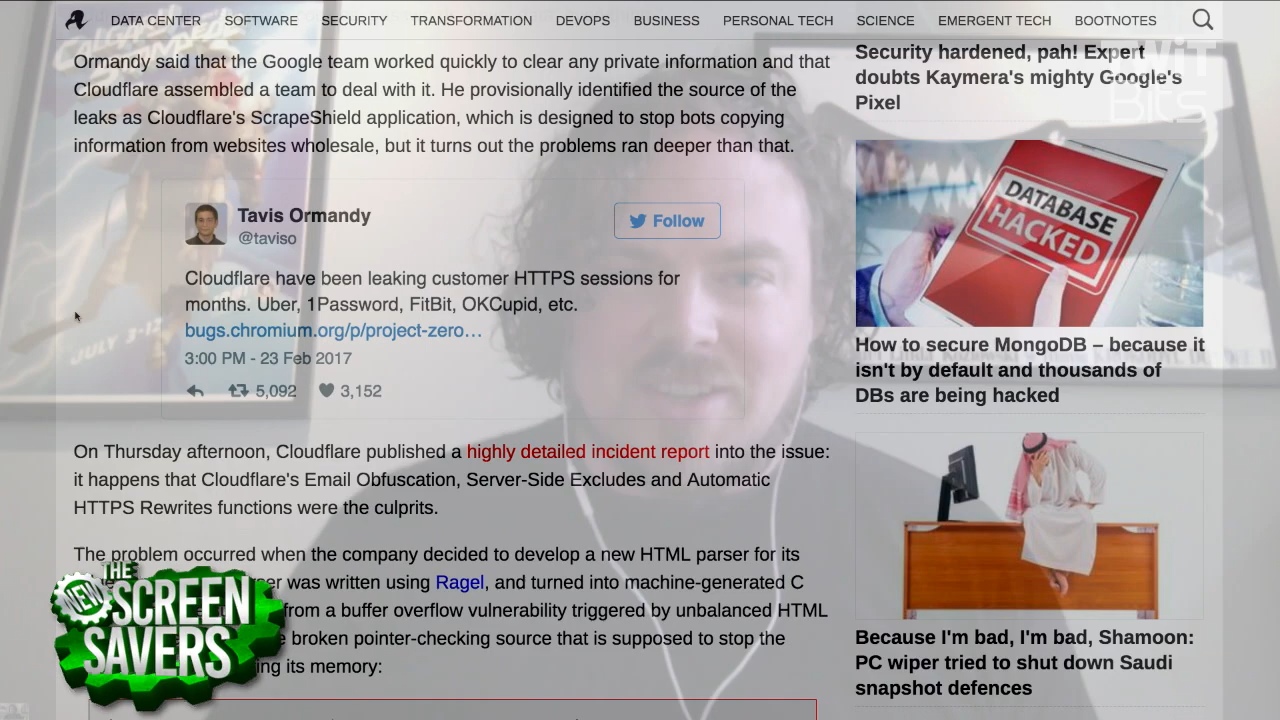 DATA CENTER SOFTWARE SECURITY TRANSFORMATION DEVOPS BUSINESS PERSONAL TECH SCIENCE EMERGENT TECH BOOTNOTES
Ormandy said that the Google team worked quickly to clear any private information and that
Cloudflare assembled a team to deal with it. He provisionally identified the source of the
leaks as Cloudflare's ScrapeShield application, which is designed to stop bots copying
information from websites wholesale, but it turns out the problems ran deeper than that.
Tavis Ormandy
@taviso
Follow
Cloudflare have been leaking customer HTTPS sessions for
months. Uber, 1Password, FitBit, OKCupid, etc.
bugs.chromium.org/p/project-zero…
3:00 PM - 23 Feb 2017
5,092 3,152
On Thursday afternoon, Cloudflare published a highly detailed incident report into the issue:
it happens that Cloudflare's Email Obfuscation, Server-Side Excludes and Automatic
HTTPS Rewrites functions were the culprits.
The problem occurred when the company decided to develop a new HTML parser for its
er was written using Ragel, and turned into machine-generated C
from a buffer overflow vulnerability triggered by unbalanced HTML
e broken pointer-checking source that is supposed to stop the
ing its memory:
THE
NEW
SCREEN
SAVERS
Security hardened, pah! Expert
doubts Kaymera's mighty Google's
Pixel
TWiT
Bits
DATABASE
HACKED
How to secure MongoDB – because it
isn't by default and thousands of
DBs are being hacked
Because I'm bad, I'm bad, Shamoon:
PC wiper tried to shut down Saudi
snapshot defences
JULY 3-13